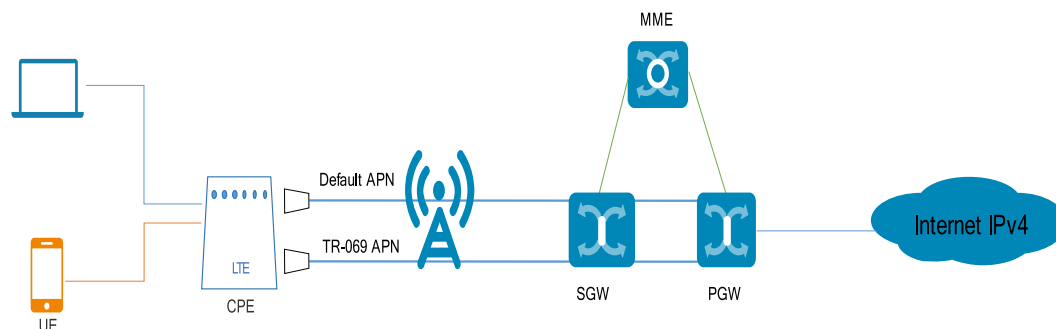 MME
Default APN
TR-069 APN
LTE
CPE
UE
SGW
PGW
Internet IPv4